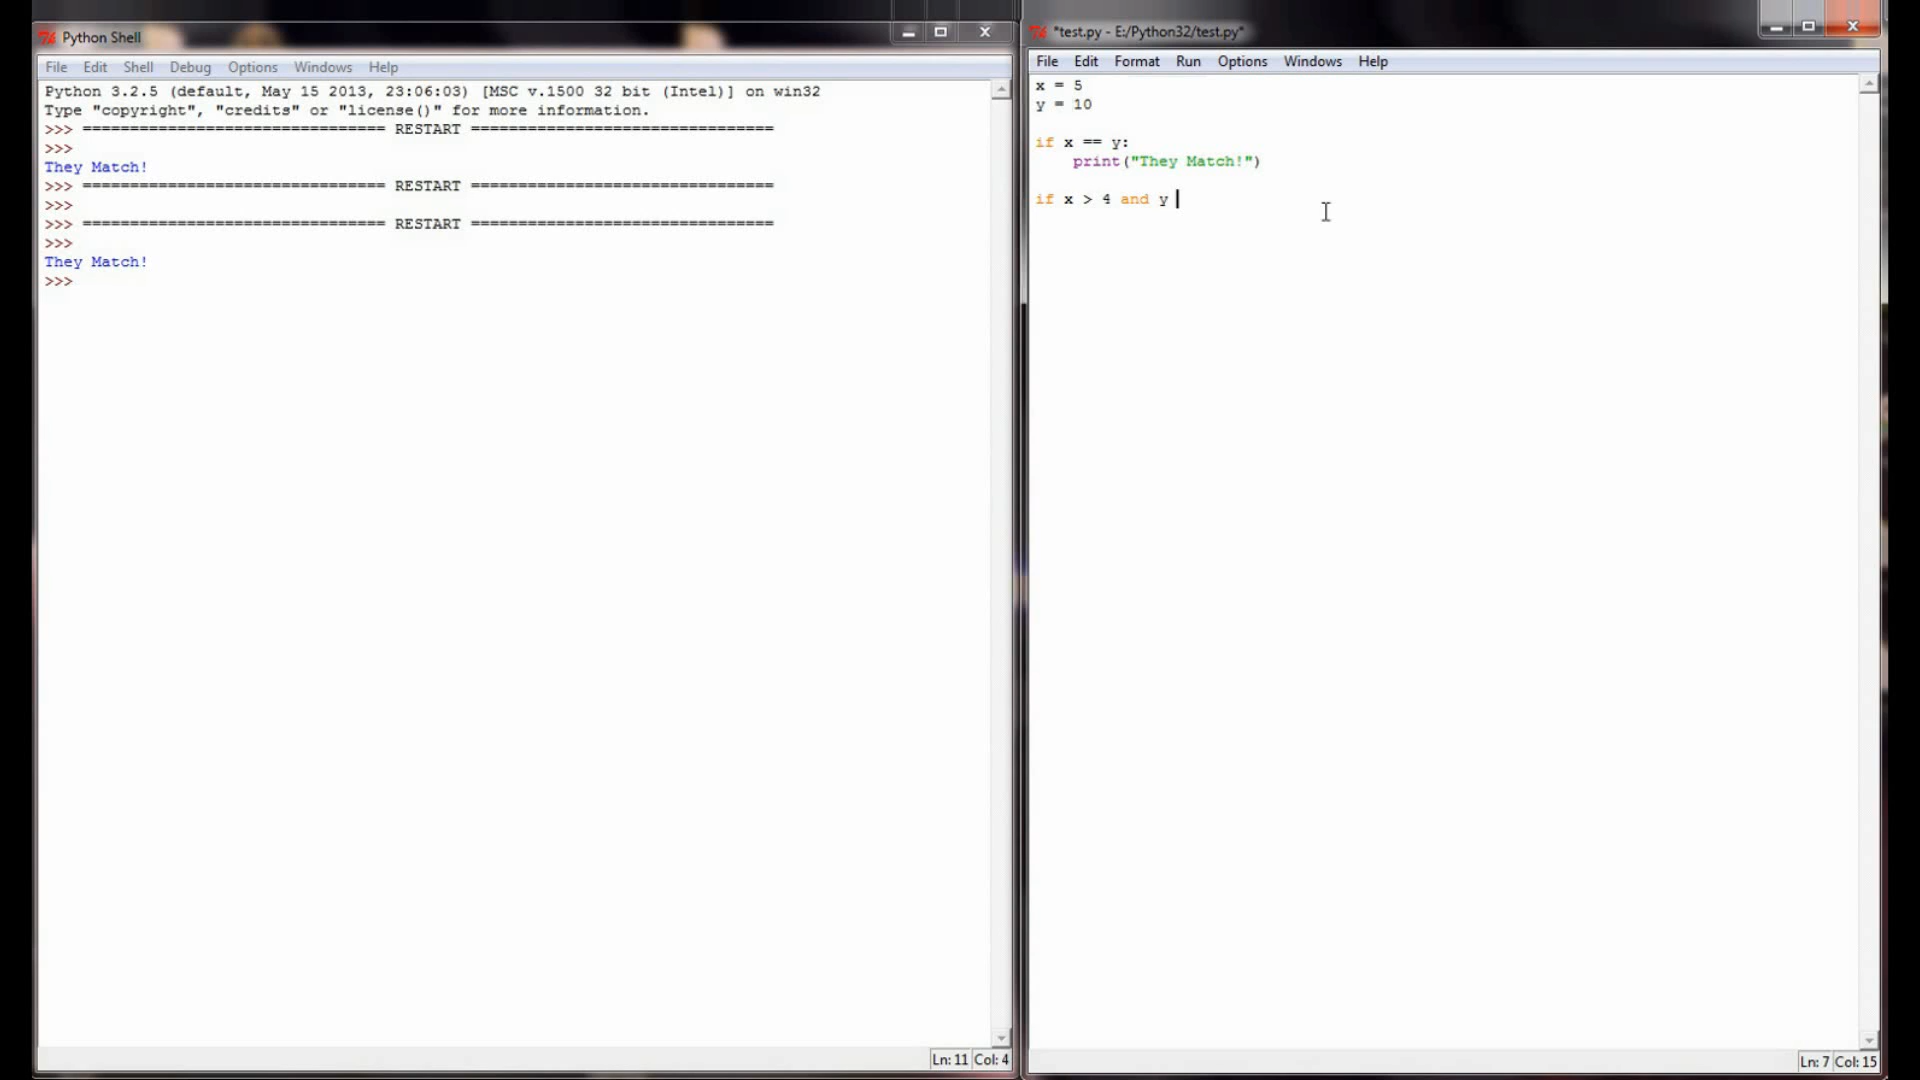 Python Shell
File Edit Shell Debug Options Windows Help
Python 3.2.5 (default, May 15 2013, 23:06:03) [MSC v.1500 32 bit (Intel)] on win32
Type "copyright", "credits" or "license()" for more information.
>>> ================================ RESTART ================================
>>>
They Match!
>>> ================================ RESTART ================================
>>>
>>> ================================ RESTART ================================
>>>
They Match!
>>>
Ln: 11 Col: 4
*test.py - E:/Python32/test.py*
File Edit Format Run Options Windows Help
x = 5
y = 10
if x == y:
    print("They Match!")
if x > 4 and y
Ln: 7 Col: 15